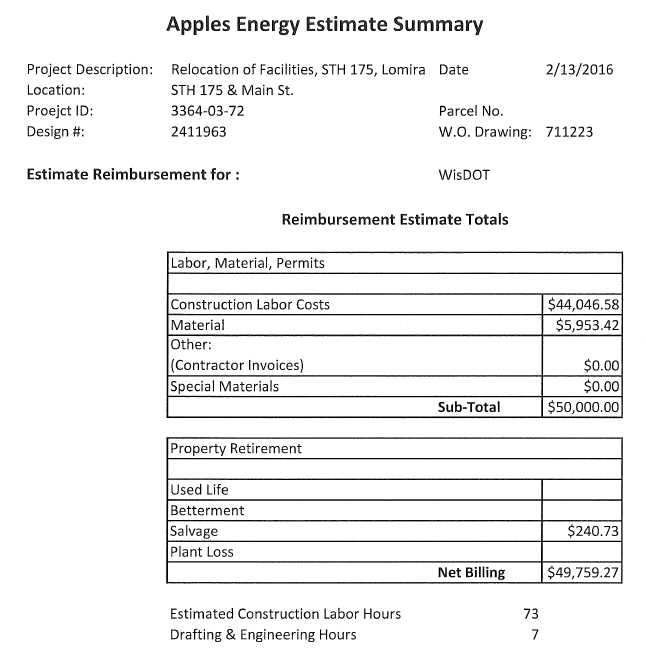 Apples Energy Estimate Summary
Project Description: Relocation of Facilities, STH 175, Lomira Date 2/13/2016
Location: STH 175 & Main St.
Proejct ID: 3364-03-72 Parcel No.
Design #: 2411963 W.O. Drawing: 711223
Estimate Reimbursement for : WisDOT
Reimbursement Estimate Totals
Labor, Material, Permits
Construction Labor Costs $44,046.58
Material $5,953.42
Other:
(Contractor Invoices) $0.00
Special Materials $0.00
Sub-Total $50,000.00
Property Retirement
Used Life
Betterment
Salvage $240.73
Plant Loss
Net Billing $49,759.27
Estimated Construction Labor Hours 73
Drafting & Engineering Hours 7